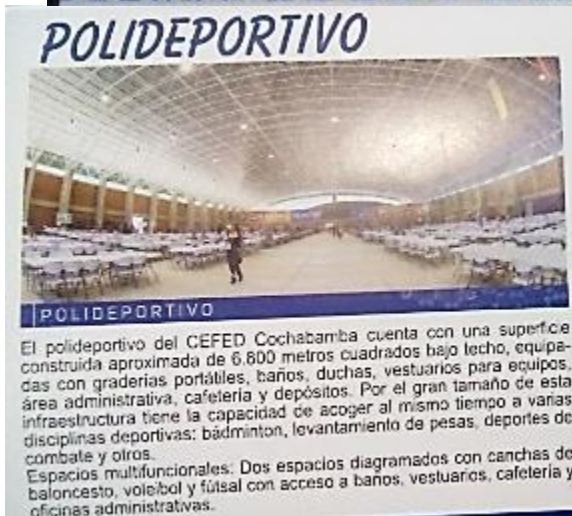 POLIDEPORTIVO
POLIDEPORTIVO
El polideportivo del CEFED Cochabamba cuenta con una superficie
construida aproximada de 6.800 metros cuadrados bajo techo, equipa-
das con graderias portátiles, baños, duchas, vestuarios para equipos,
área administrativa, cafetería y depósitos. Por el gran tamaño de esta
infraestructura tiene la capacidad de acoger al mismo tiempo a varias
disciplinas deportivas: bádminton, levantamiento de pesas, deportes de
combate y otros.
Espacios multifuncionales: Dos espacios diagramados con canchas de
baloncesto, voleibol y fútsal con acceso a baños, vestuarios, cafetería y
oficinas administrativas.